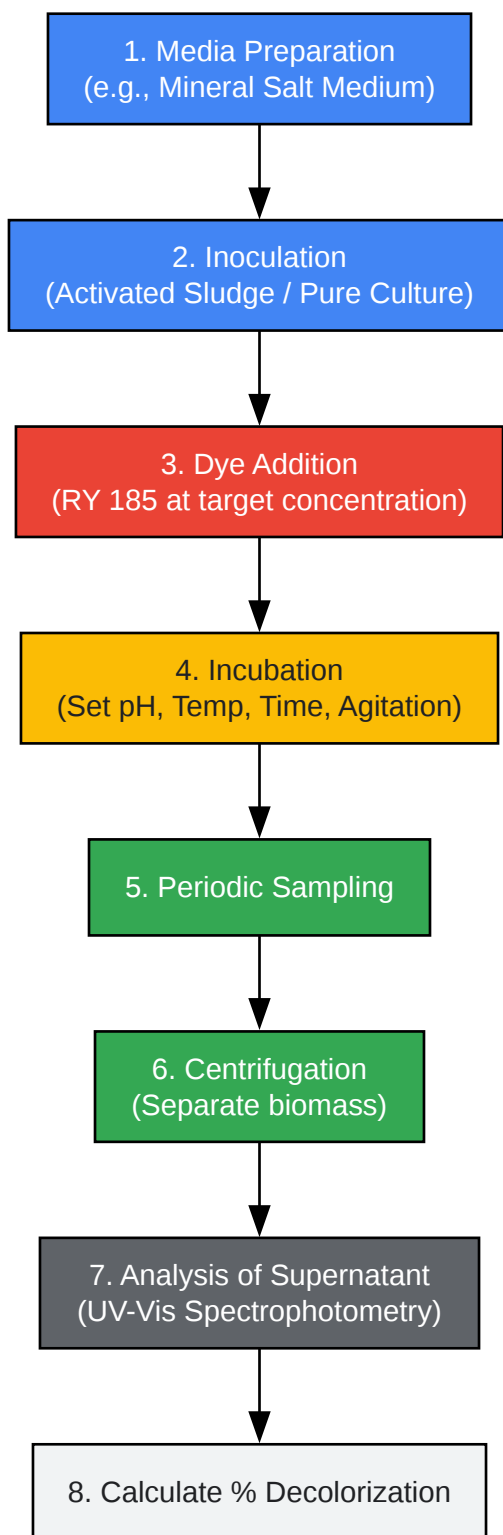 1. Media Preparation
(e.g., Mineral Salt Medium)
2. Inoculation
(Activated Sludge / Pure Culture)
3. Dye Addition
(RY 185 at target concentration)
4. Incubation
(Set pH, Temp, Time, Agitation)
5. Periodic Sampling
6. Centrifugation
(Separate biomass)
7. Analysis of Supernatant
(UV-Vis Spectrophotometry)
8. Calculate % Decolorization